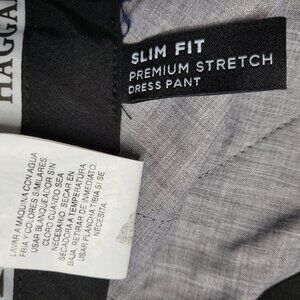 HAGGA
SLIM FIT
PREMIUM STRETCH
DRESS PANT
LAVAR A MAQUINA CON AGUA
FRIA Y COLORES SIMILARES.
USAR BLANQUEADOR SIN
CLORO CUANDO SEA
NECESARIO. SECAR EN
SECADORA A TEMPERATURA
BAJA. RETIRAR DE INMEDIATO.
USAR PLANCHA TIBIA SI SE
NECESITA.